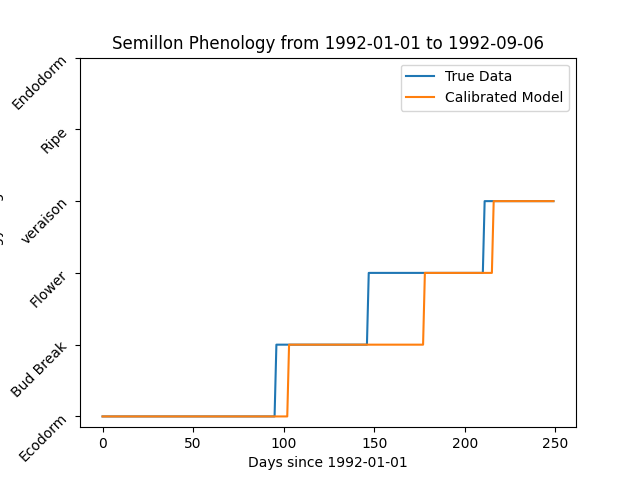 Semillon Phenology from 1992-01-01 to 1992-09-06
True Data
Calibrated Model
Endodorm
Ripe
veraison
Flower
Bud Break
Ecodorm
0 50 100 150 200 250
Days since 1992-01-01